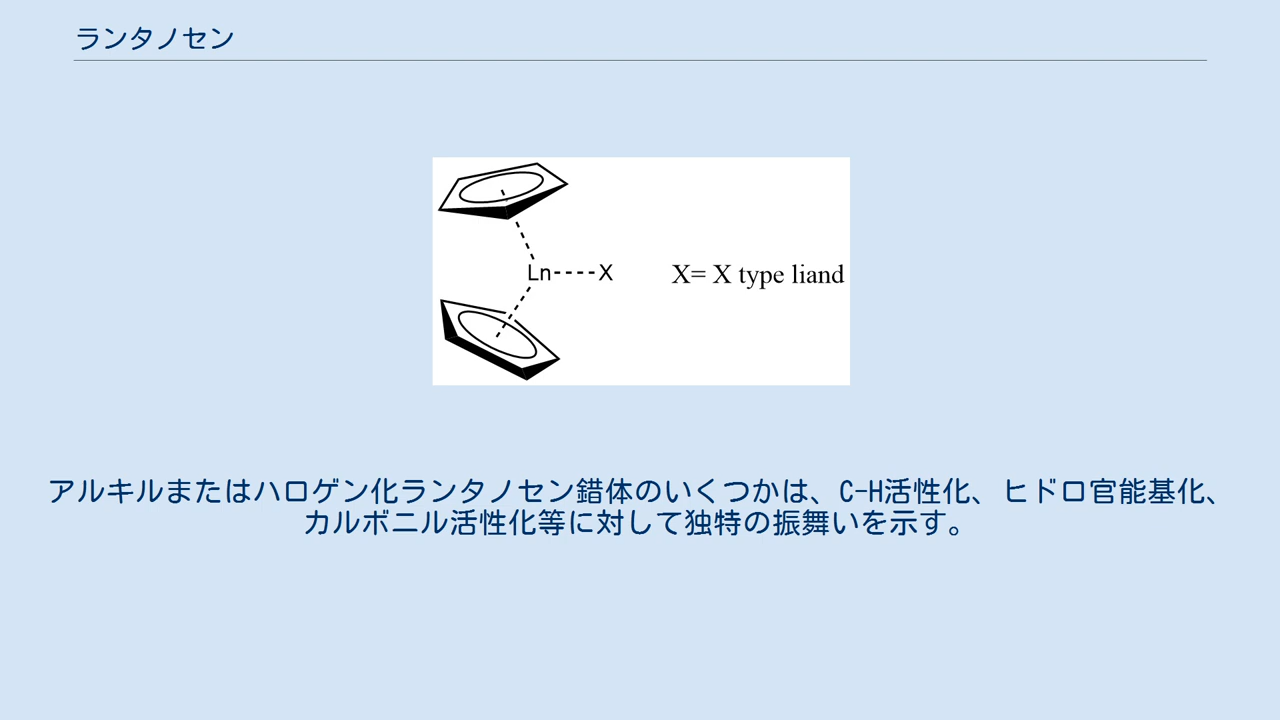 ランタノセン
Ln----X
X= X type liand
アルキルまたはハロゲン化ランタノセン錯体のいくつかは、C-H活性化、ヒドロ官能基化、
カルボニル活性化等に対して独特の振舞いを示す。